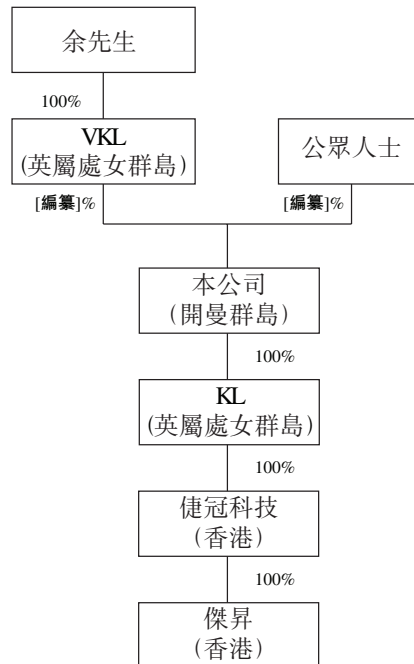 余先生
100%
VKL
(英屬處女群島)
公眾人士
[編纂]%
[編纂]%
本公司
(開曼群島)
100%
KL
(英屬處女群島)
100%
倢冠科技
(香港)
100%
傑昇
(香港)